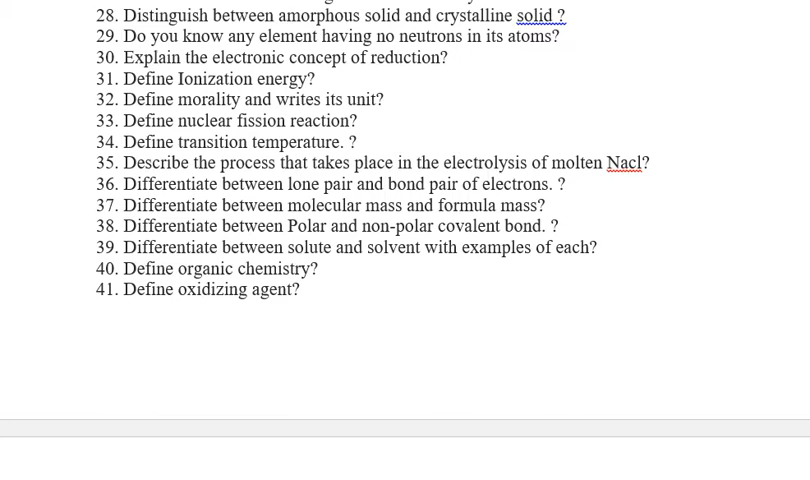 28. Distinguish between amorphous solid and crystalline solid ?
29. Do you know any element having no neutrons in its atoms?
30. Explain the electronic concept of reduction?
31. Define Ionization energy?
32. Define morality and writes its unit?
33. Define nuclear fission reaction?
34. Define transition temperature. ?
35. Describe the process that takes place in the electrolysis of molten Nacl?
36. Differentiate between lone pair and bond pair of electrons. ?
37. Differentiate between molecular mass and formula mass?
38. Differentiate between Polar and non-polar covalent bond. ?
39. Differentiate between solute and solvent with examples of each?
40. Define organic chemistry?
41. Define oxidizing agent?